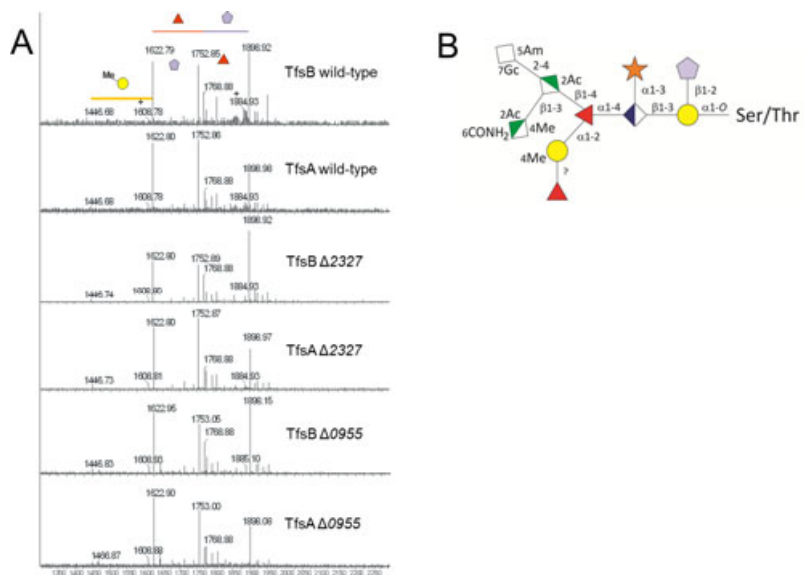 A
B
Me
1446.68
1608.78
+
1622.79
1752.85
1768.88
+
1884.93
1898.92
TfsB wild-type
1446.68
1608.78
1622.80
1752.86
1768.88
1884.93
1898.98
TfsA wild-type
1446.74
1622.80
1752.89
1768.88
1884.93
1898.92
TfsB Δ2327
1446.73
1608.81
1622.80
1752.87
1768.88
1884.93
1898.97
TfsA Δ2327
1446.83
1608.93
1622.95
1753.05
1768.88
1885.10
1898.15
TfsB Δ0955
1466.87
1608.88
1622.90
1753.00
1768.88
1898.08
TfsA Δ0955
5Am
7Gc
2-4
2Ac
β1-4
β1-3
2Ac
4Me
6CONH2
α1-2
4Me
?
α1-4
α1-3
β1-3
β1-2
α1-O
Ser/Thr